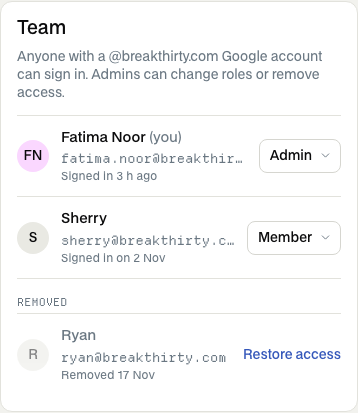 Team
Anyone with a @breakthirty.com Google account
can sign in. Admins can change roles or remove
access.
FN
Fatima Noor (you)
fatima.noor@breakthir…
Signed in 3 h ago
Admin
S
Sherry
sherry@breakthirty.c…
Signed in on 2 Nov
Member
REMOVED
R
Ryan
ryan@breakthirty.com
Removed 17 Nov
Restore access